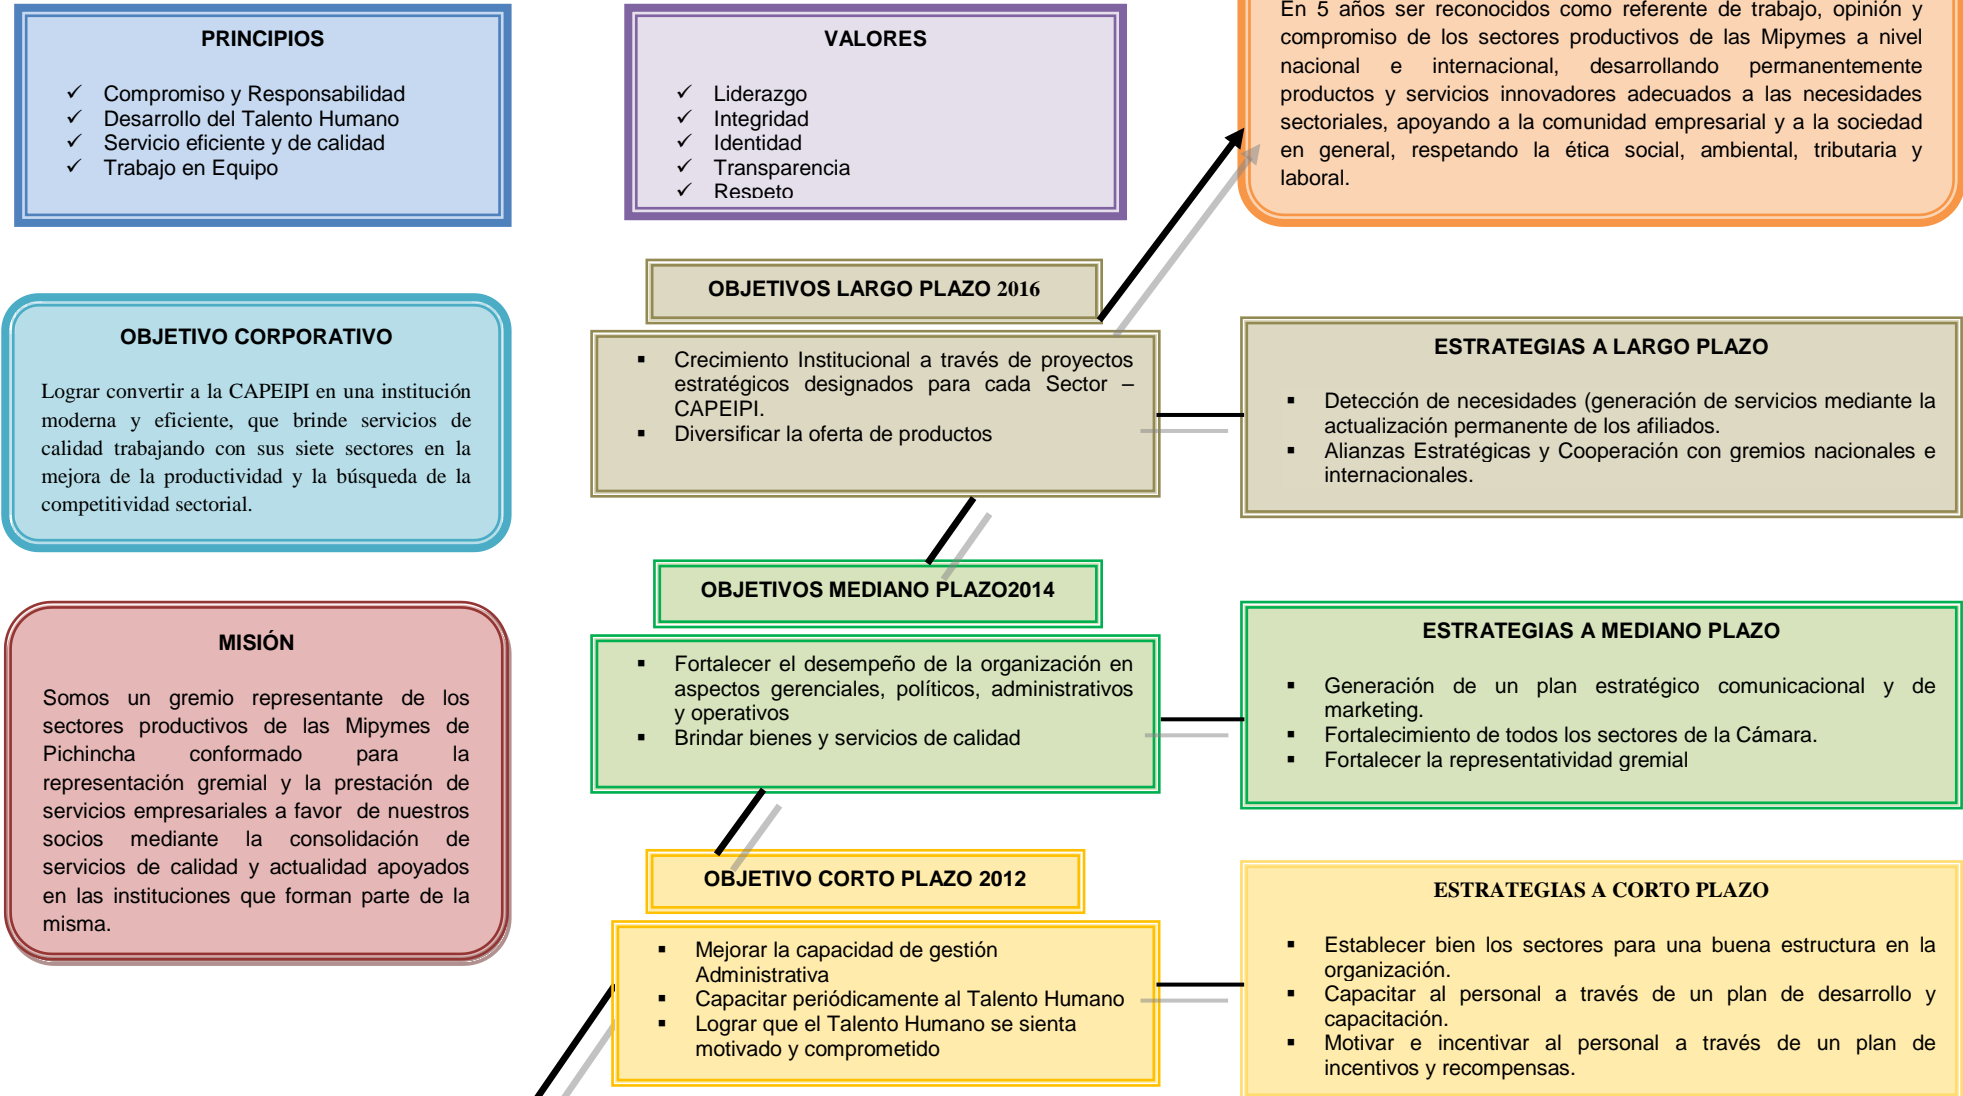 PRINCIPIOS
✓ Compromiso y Responsabilidad
✓ Desarrollo del Talento Humano
✓ Servicio eficiente y de calidad
✓ Trabajo en Equipo
VALORES
✓ Liderazgo
✓ Integridad
✓ Identidad
✓ Transparencia
✓ Respeto
En 5 años ser reconocidos como referente de trabajo, opinión y
compromiso de los sectores productivos de las Mipymes a nivel
nacional e internacional, desarrollando permanentemente
productos y servicios innovadores adecuados a las necesidades
sectoriales, apoyando a la comunidad empresarial y a la sociedad
en general, respetando la ética social, ambiental, tributaria y
laboral.
OBJETIVO CORPORATIVO
Lograr convertir a la CAPEIPI en una institución
moderna y eficiente, que brinde servicios de
calidad trabajando con sus siete sectores en la
mejora de la productividad y la búsqueda de la
competitividad sectorial.
OBJETIVOS LARGO PLAZO 2016
▪ Crecimiento Institucional a través de proyectos
estratégicos designados para cada Sector –
CAPEIPI.
▪ Diversificar la oferta de productos
ESTRATEGIAS A LARGO PLAZO
▪ Detección de necesidades (generación de servicios mediante la
actualización permanente de los afiliados.
▪ Alianzas Estratégicas y Cooperación con gremios nacionales e
internacionales.
MISIÓN
Somos un gremio representante de los
sectores productivos de las Mipymes de
Pichincha conformado para la
representación gremial y la prestación de
servicios empresariales a favor de nuestros
socios mediante la consolidación de
servicios de calidad y actualidad apoyados
en las instituciones que forman parte de la
misma.
OBJETIVOS MEDIANO PLAZO2014
▪ Fortalecer el desempeño de la organización en
aspectos gerenciales, políticos, administrativos
y operativos
▪ Brindar bienes y servicios de calidad
ESTRATEGIAS A MEDIANO PLAZO
▪ Generación de un plan estratégico comunicacional y de
marketing.
▪ Fortalecimiento de todos los sectores de la Cámara.
▪ Fortalecer la representatividad gremial
OBJETIVO CORTO PLAZO 2012
▪ Mejorar la capacidad de gestión
Administrativa
▪ Capacitar periódicamente al Talento Humano
▪ Lograr que el Talento Humano se sienta
motivado y comprometido
ESTRATEGIAS A CORTO PLAZO
▪ Establecer bien los sectores para una buena estructura en la
organización.
▪ Capacitar al personal a través de un plan de desarrollo y
capacitación.
▪ Motivar e incentivar al personal a través de un plan de
incentivos y recompensas.